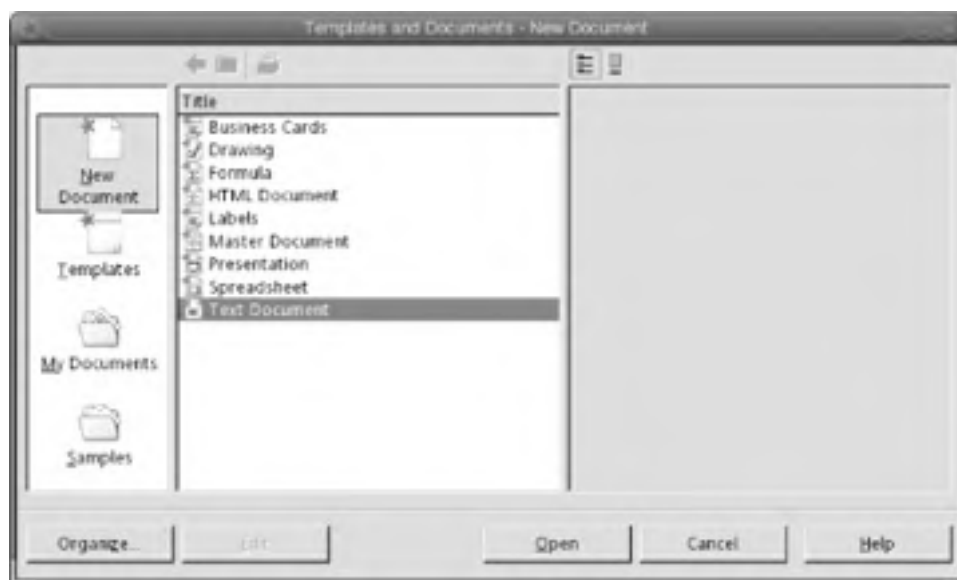 Templates and Documents - New Document
Title
New
Document
Templates
My Documents
Samples
Business Cards
Drawing
Formula
HTML Document
Labels
Master Document
Presentation
Spreadsheet
Text Document
Organize...
Edit
Open
Cancel
Help